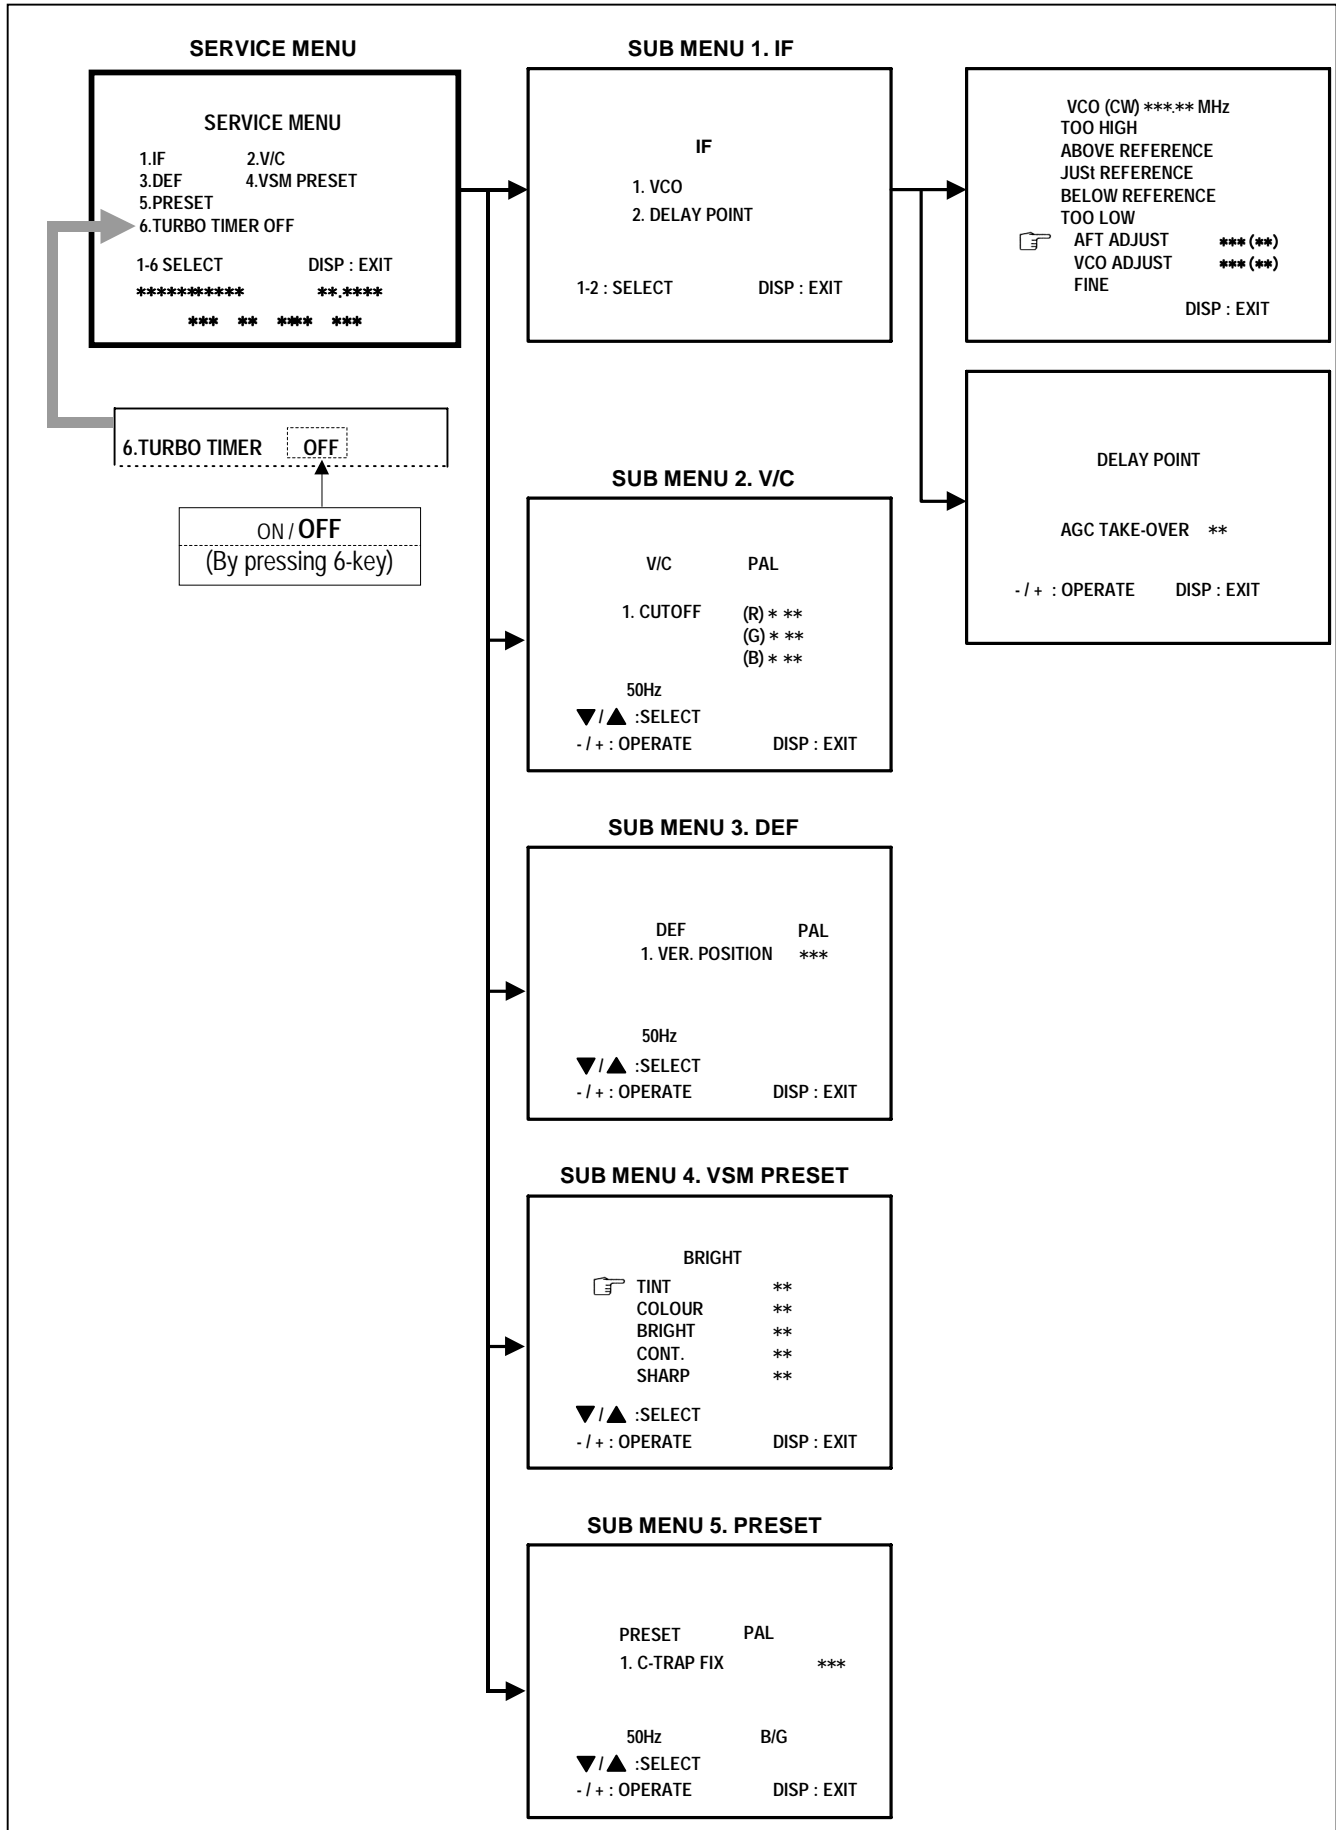 SERVICE MENU
SERVICE MENU
1.IF 2.V/C
3.DEF 4.VSM PRESET
5.PRESET
6.TURBO TIMER OFF
1-6 SELECT DISP : EXIT
*********** **.****
*** ** **** ***
6.TURBO TIMER OFF
ON / OFF
(By pressing 6-key)
SUB MENU 1. IF
IF
1. VCO
2. DELAY POINT
1-2 : SELECT DISP : EXIT
VCO (CW) ***.** MHz
TOO HIGH
ABOVE REFERENCE
JUSt REFERENCE
BELOW REFERENCE
TOO LOW
☞ AFT ADJUST *** (**)
VCO ADJUST *** (**)
FINE
DISP : EXIT
DELAY POINT
AGC TAKE-OVER **
- / + : OPERATE DISP : EXIT
SUB MENU 2. V/C
V/C PAL
1. CUTOFF (R) * **
(G) * **
(B) * **
50Hz
▼/▲ :SELECT
- / + : OPERATE DISP : EXIT
SUB MENU 3. DEF
DEF PAL
1. VER. POSITION ***
50Hz
▼/▲ :SELECT
- / + : OPERATE DISP : EXIT
SUB MENU 4. VSM PRESET
BRIGHT
☞ TINT **
COLOUR **
BRIGHT **
CONT. **
SHARP **
▼/▲ :SELECT
- / + : OPERATE DISP : EXIT
SUB MENU 5. PRESET
PRESET PAL
1. C-TRAP FIX ***
50Hz B/G
▼/▲ :SELECT
- / + : OPERATE DISP : EXIT